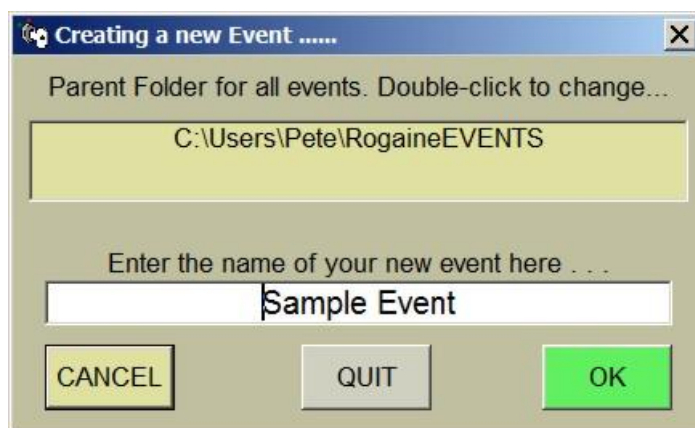 Creating a new Event ......
Parent Folder for all events. Double-click to change...
C:\Users\Pete\RogaineEVENTS
Enter the name of your new event here . . .
Sample Event
CANCEL QUIT OK